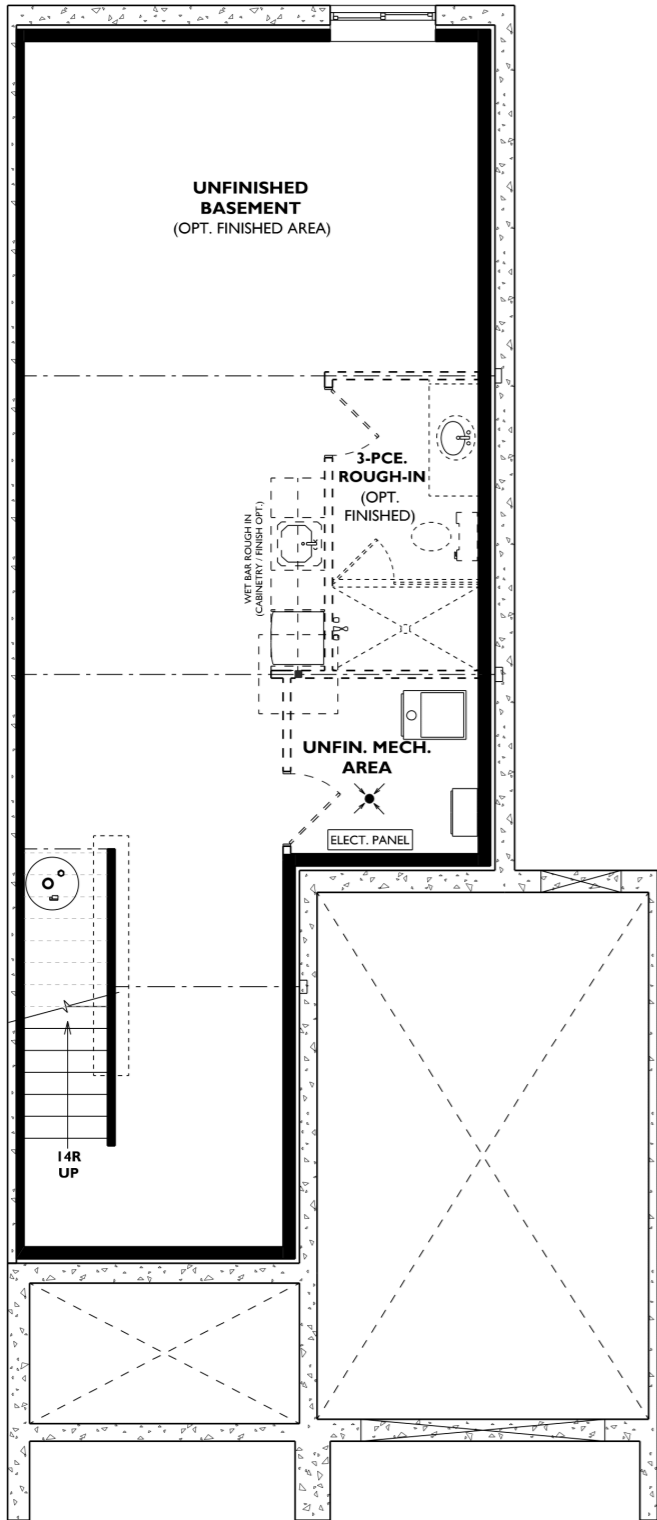 UNFINISHED
BASEMENT
(OPT. FINISHED AREA)
3-PCE.
ROUGH-IN
(OPT.
FINISHED)
WET BAR ROUGH IN
(CABINETRY / FINISH OPT.)
UNFIN. MECH.
AREA
ELECT. PANEL
14R
UP